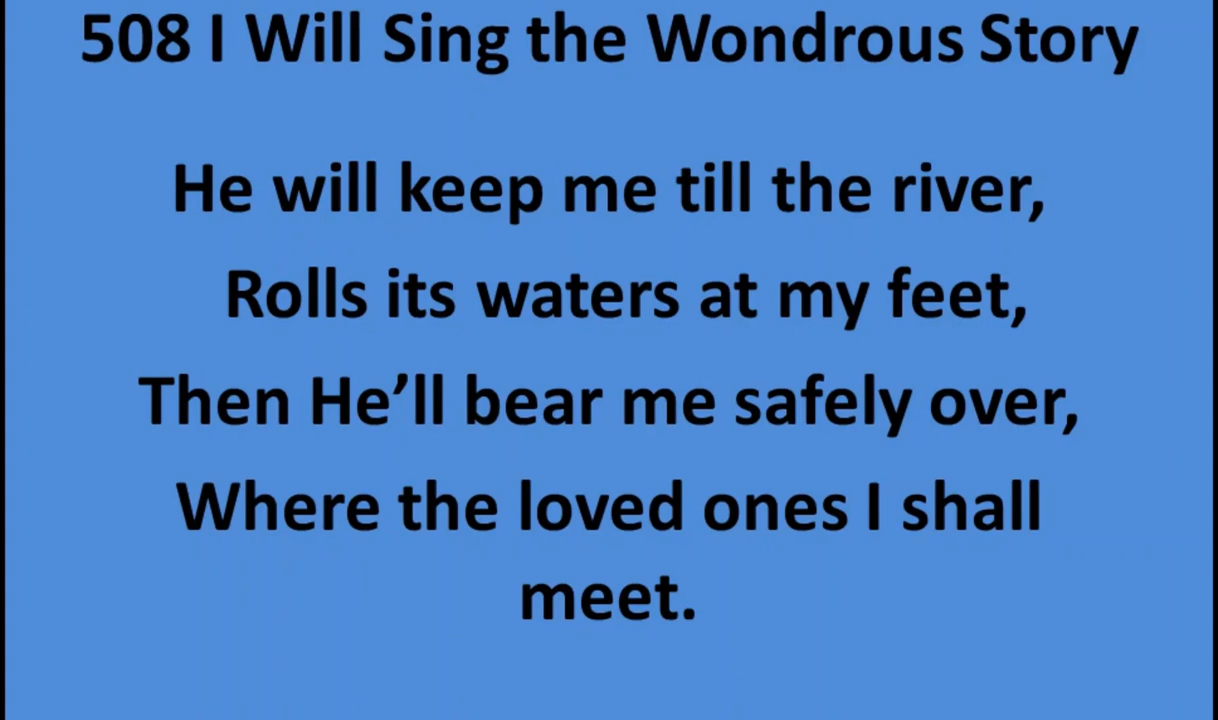 508 I Will Sing the Wondrous Story
He will keep me till the river,
Rolls its waters at my feet,
Then He’ll bear me safely over,
Where the loved ones I shall
meet.